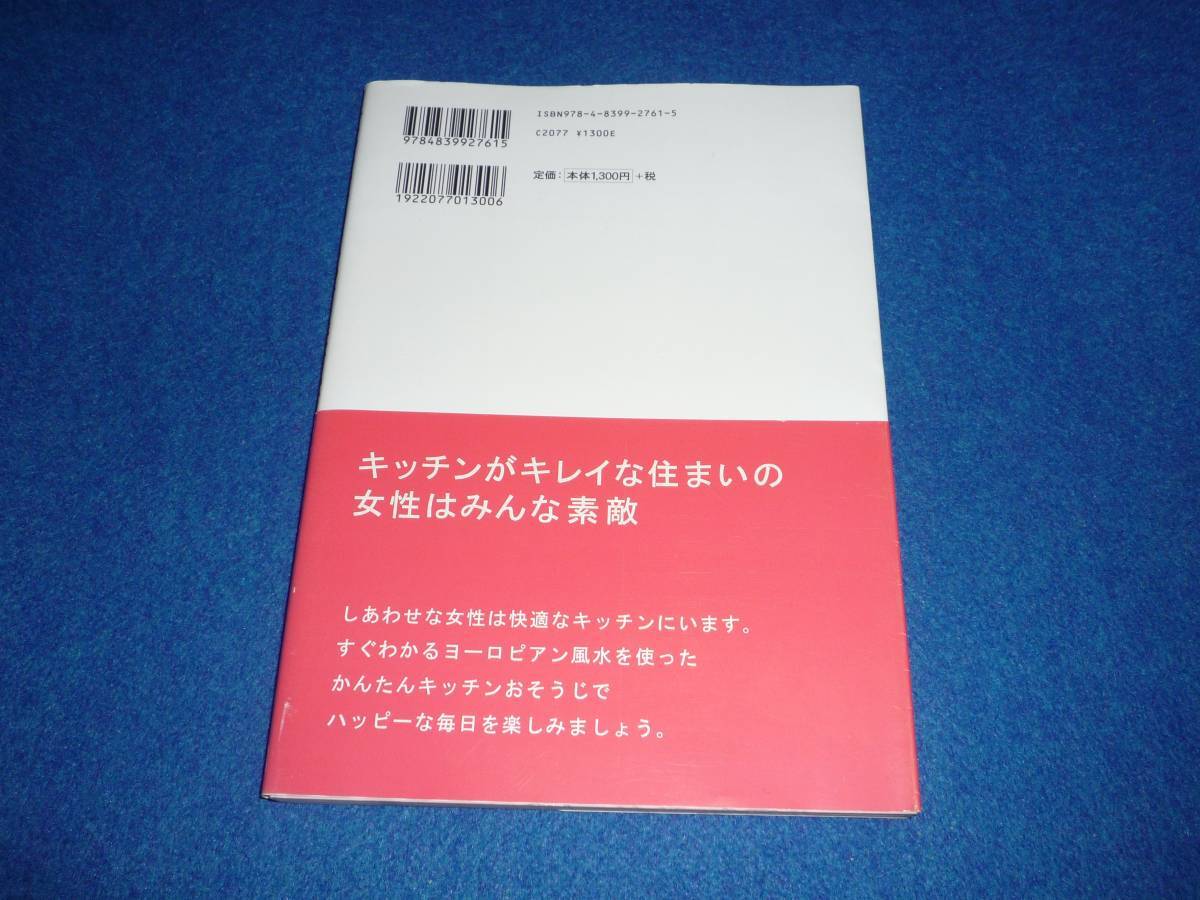 ISBN978-4-8399-2761-5
9784839927615
C2077 ¥1300E
定価：本体1,300円+税
1922077013006
キッチンがキレイな住まいの
女性はみんな素敵
しあわせな女性は快適なキッチンにいます。
すぐわかるヨーロピアン風水を使った
かんたんキッチンおそうじで
ハッピーな毎日を楽しみましょう。